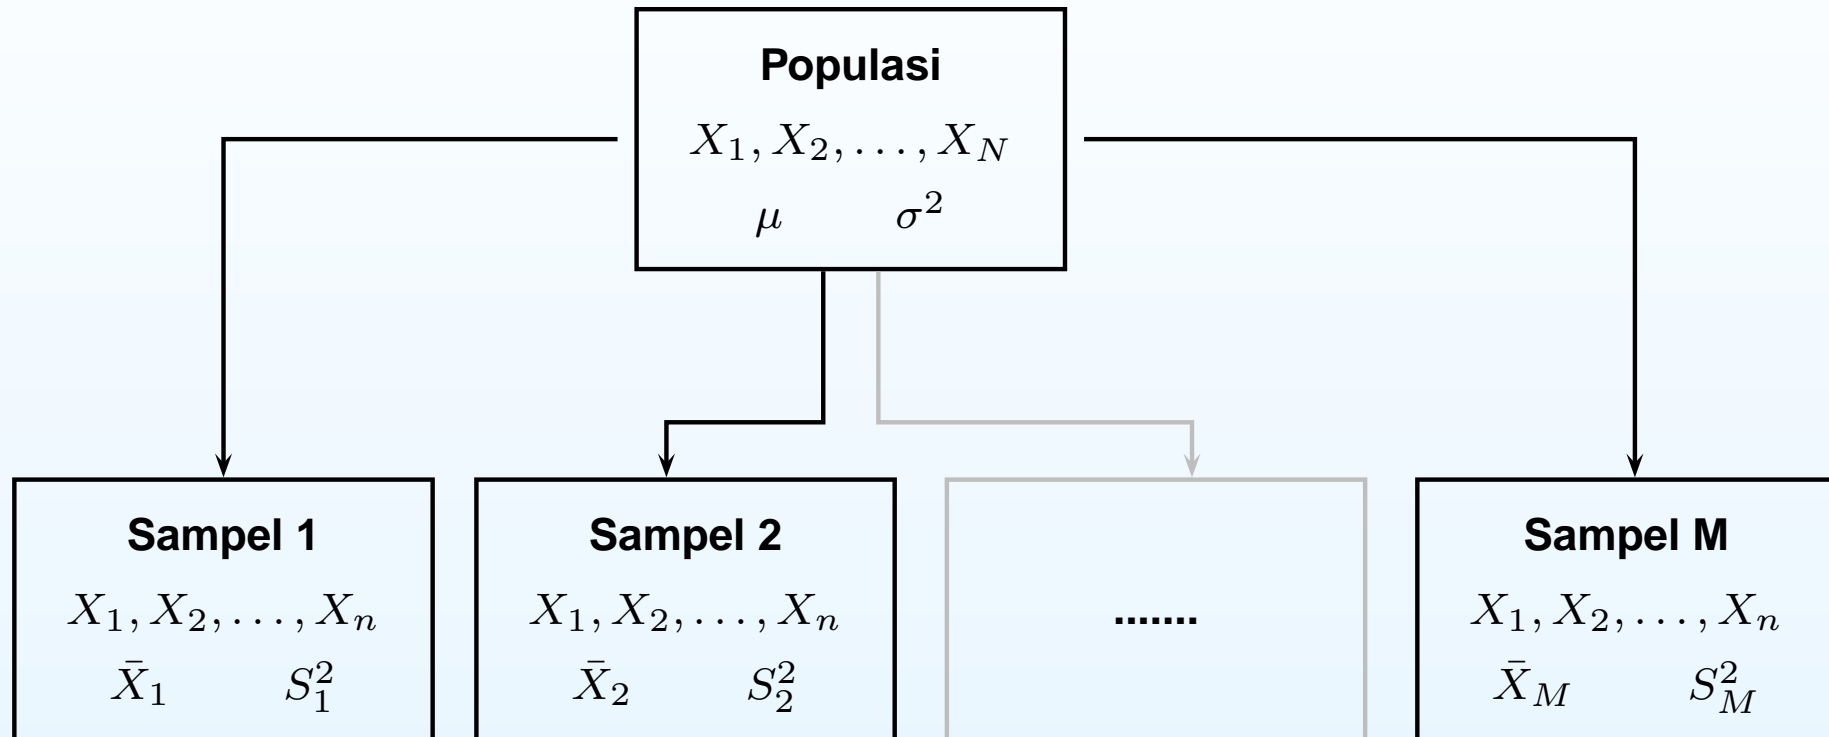 Populasi
X₁, X₂, . . . , X_N
μ σ²
Sampel 1
X₁, X₂, . . . , Xₙ
X̄₁ S₁²
Sampel 2
X₁, X₂, . . . , Xₙ
X̄₂ S₂²
.......
Sampel M
X₁, X₂, . . . , Xₙ
X̄_M S_M²